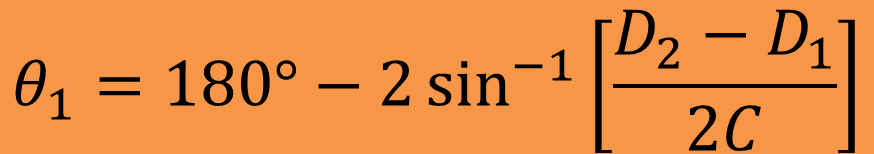 θ₁ = 180° − 2 sin⁻¹ [(D₂ − D₁)/2C]